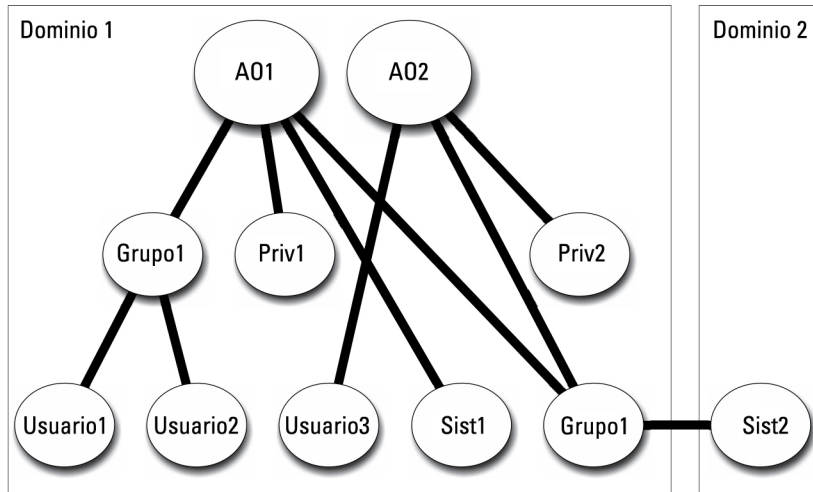 Dominio 1
Dominio 2
AO1
AO2
Grupo1
Priv1
Priv2
Usuario1
Usuario2
Usuario3
Sist1
Grupo1
Sist2